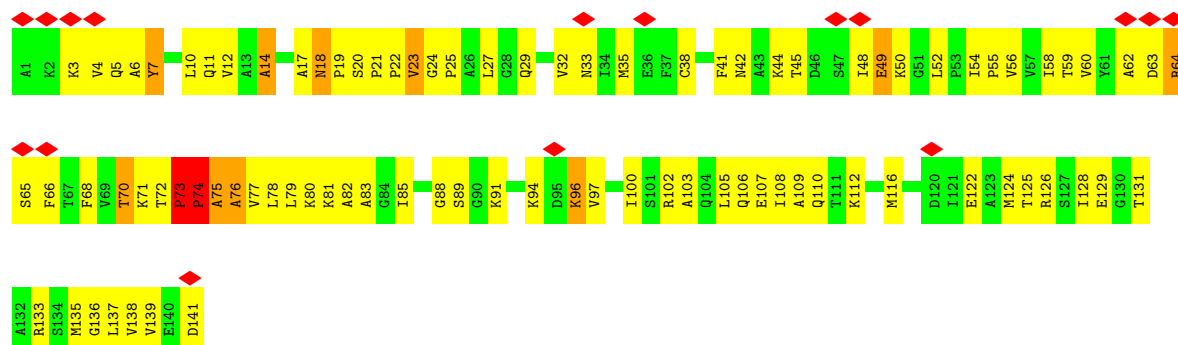 A1 K2 K3 V4 Q5 A6 Y7 L10 Q11 V12 A13 A14 A17 N18 P19 S20 P21 P22 V23 G24 P25 A26 L27 G28 Q29 V32 N33 I34 M35 E36 F37 C38 F41 N42 A43 K44 T45 D46 S47 I48 E49 K50 G51 L52 P53 I54 P55 V56 V57 I58 T59 V60 Y61 A62 D63 R64
S65 F66 T67 F68 V69 T70 K71 T72 P73 P74 A75 A76 V77 L78 L79 K80 K81 A82 A83 G84 I85 G88 S89 G90 K91 K94 D95 K96 V97 I100 S101 R102 A103 Q104 L105 Q106 E107 I108 A109 Q110 T111 K112 M116 D120 I121 E122 A123 M124 T125 R126 S127 I128 E129 G130 T131
A132 R133 S134 M135 G136 L137 V138 V139 E140 D141